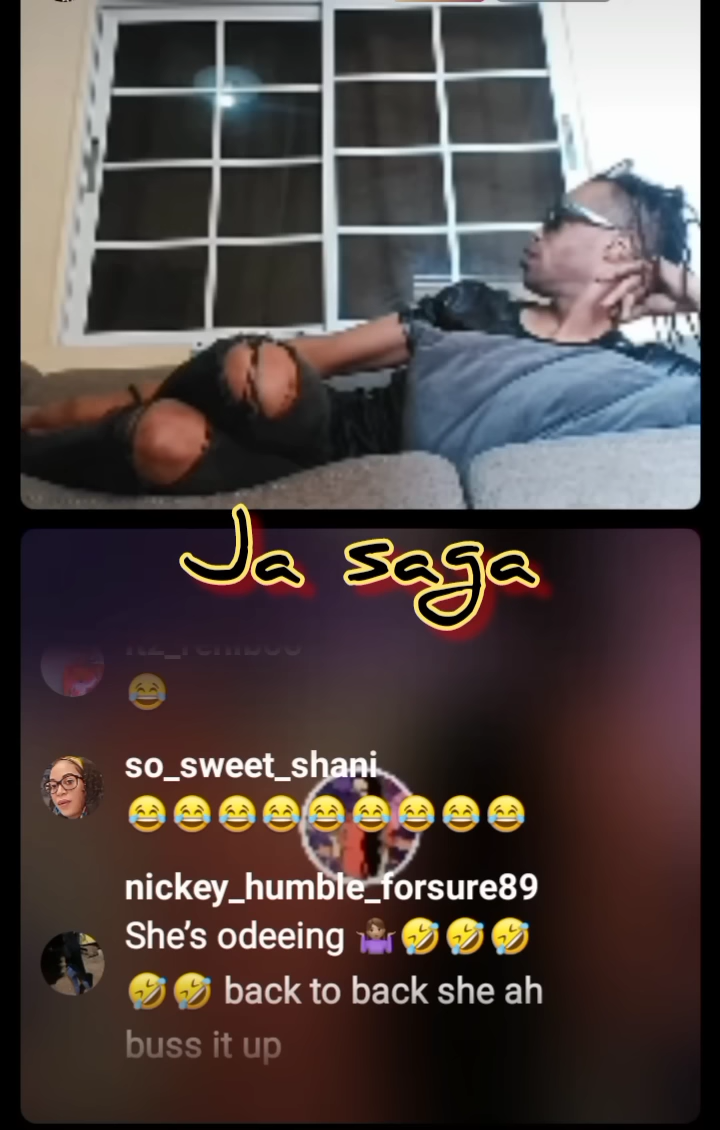 Ja saga
😂
so_sweet_shani
😂😂😂😂😂😂😂😂😂
nickey_humble_forsure89
She's odeeing 🤷🏽‍♀️🤣🤣🤣
🤣🤣 back to back she ah
buss it up